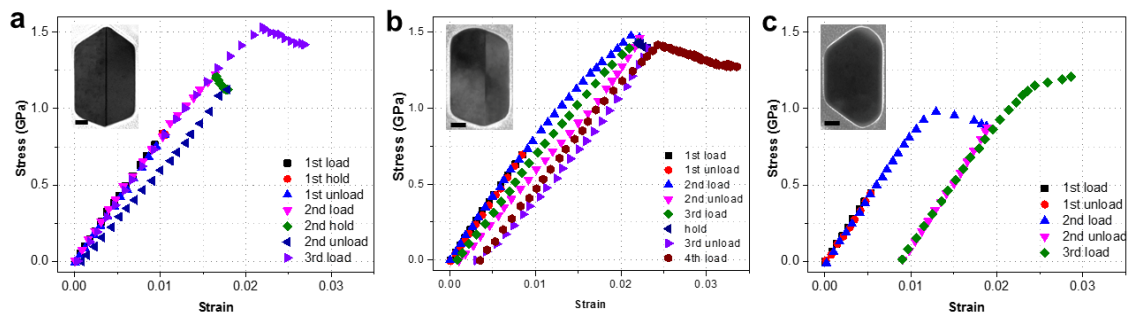 a
1.5
1.0
0.5
0.0
Stress (GPa)
1st load
1st hold
1st unload
2nd load
2nd hold
2nd unload
3rd load
0.00
0.01
0.02
0.03
Strain
b
1.5
1.0
0.5
0.0
Stress (GPa)
1st load
1st unload
2nd load
2nd unload
3rd load
hold
3rd unload
4th load
0.00
0.01
0.02
0.03
Strain
c
1.5
1.0
0.5
0.0
Stress (GPa)
1st load
1st unload
2nd load
2nd unload
3rd load
0.00
0.01
0.02
0.03
Strain